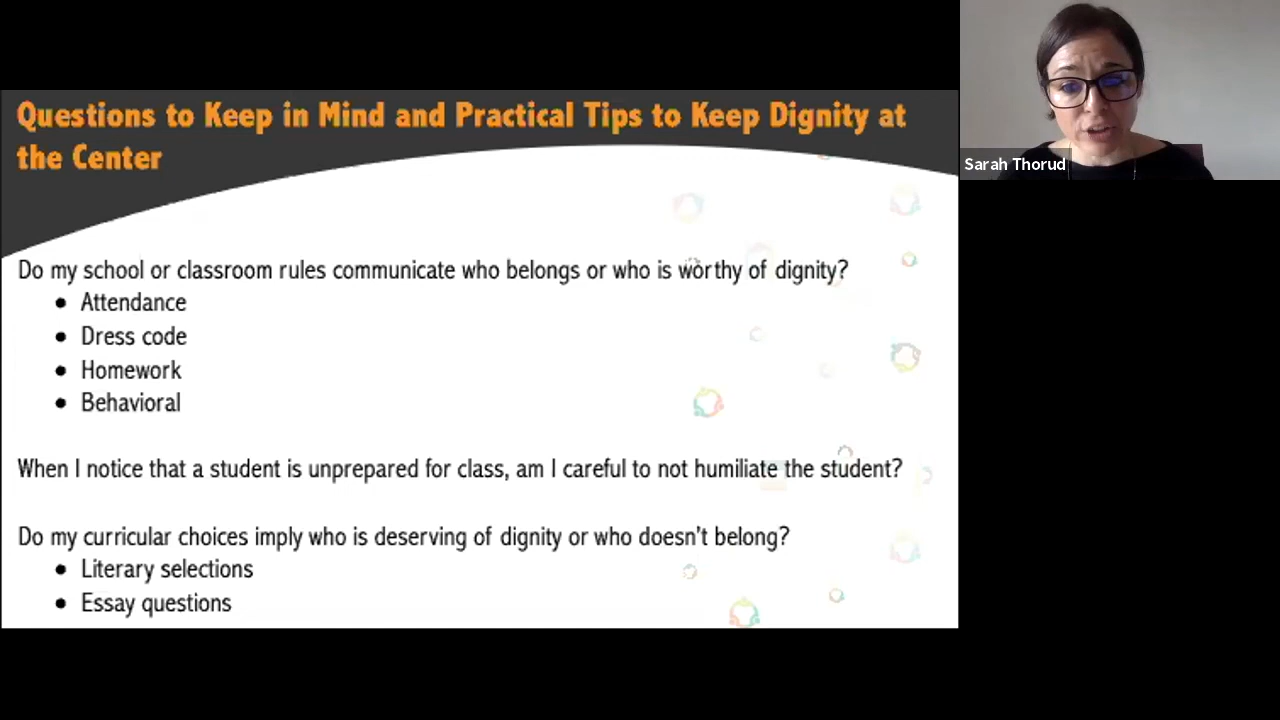 Questions to Keep in Mind and Practical Tips to Keep Dignity at
the Center
Sarah Thorud
Do my school or classroom rules communicate who belongs or who is worthy of dignity?
• Attendance
• Dress code
• Homework
• Behavioral
When I notice that a student is unprepared for class, am I careful to not humiliate the student?
Do my curricular choices imply who is deserving of dignity or who doesn't belong?
• Literary selections
• Essay questions